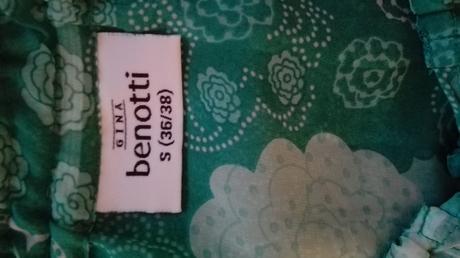 GINA
benotti
S (36/38)